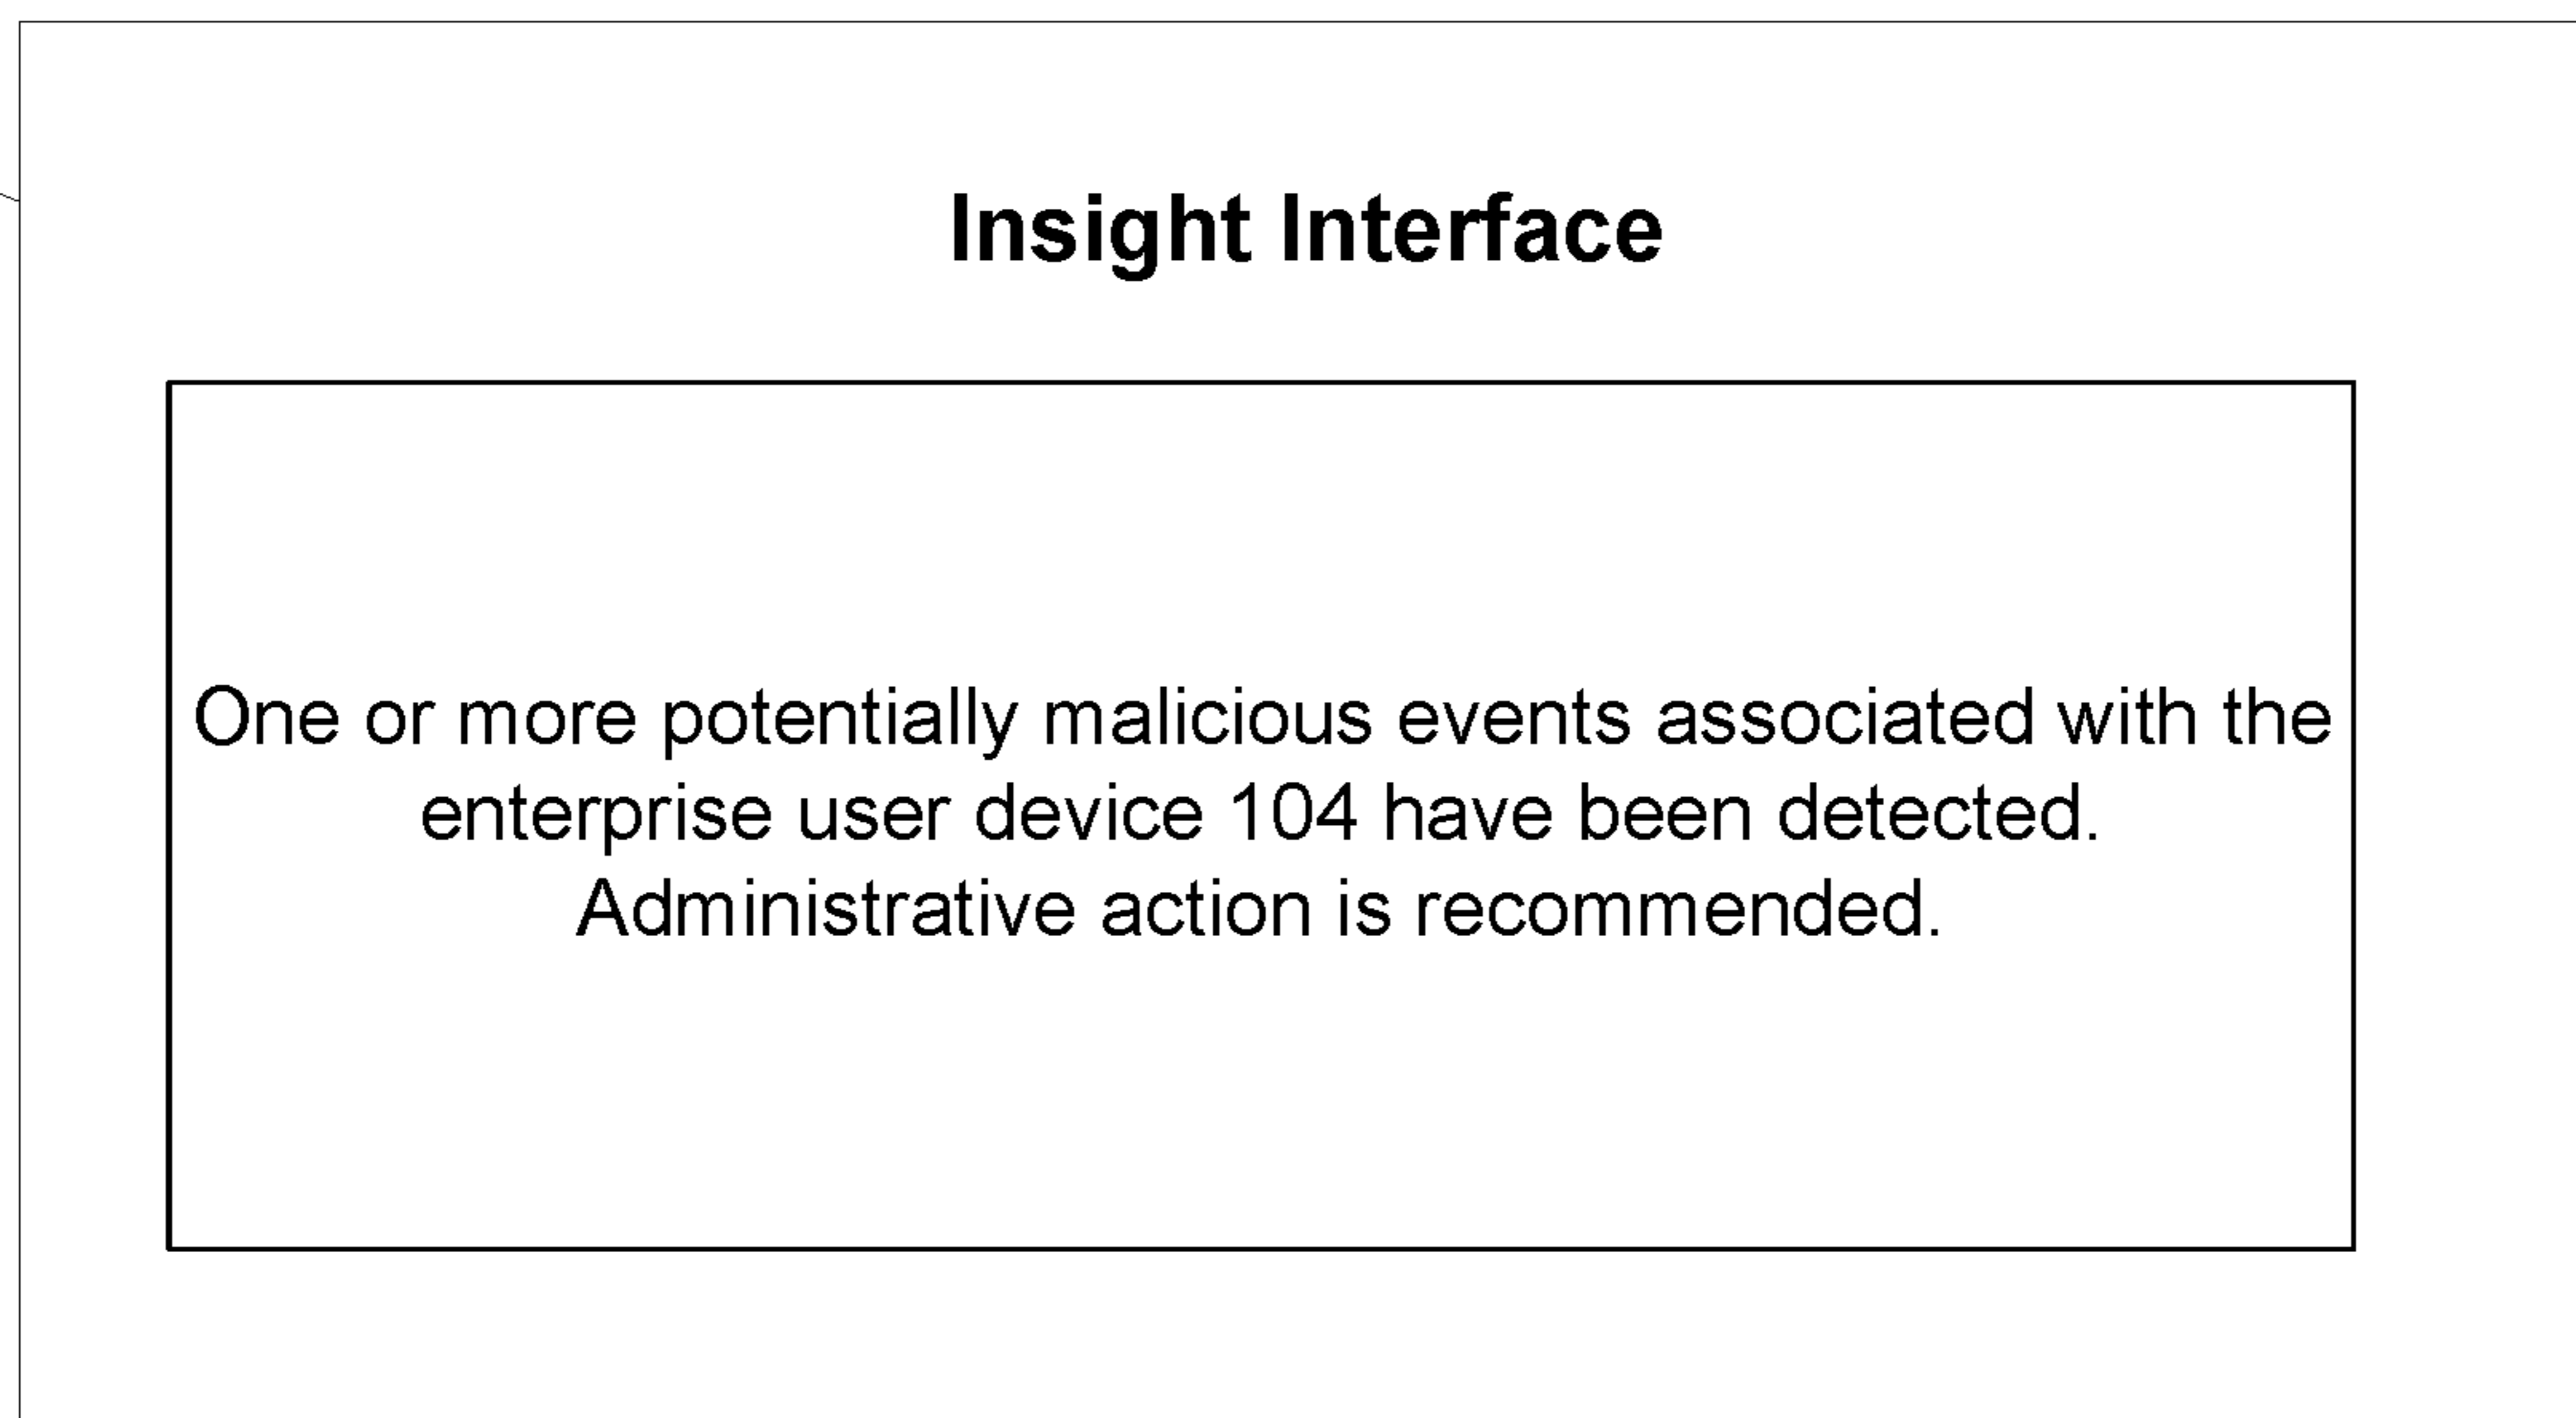 Insight Interface
One or more potentially malicious events associated with the
enterprise user device 104 have been detected.
Administrative action is recommended.